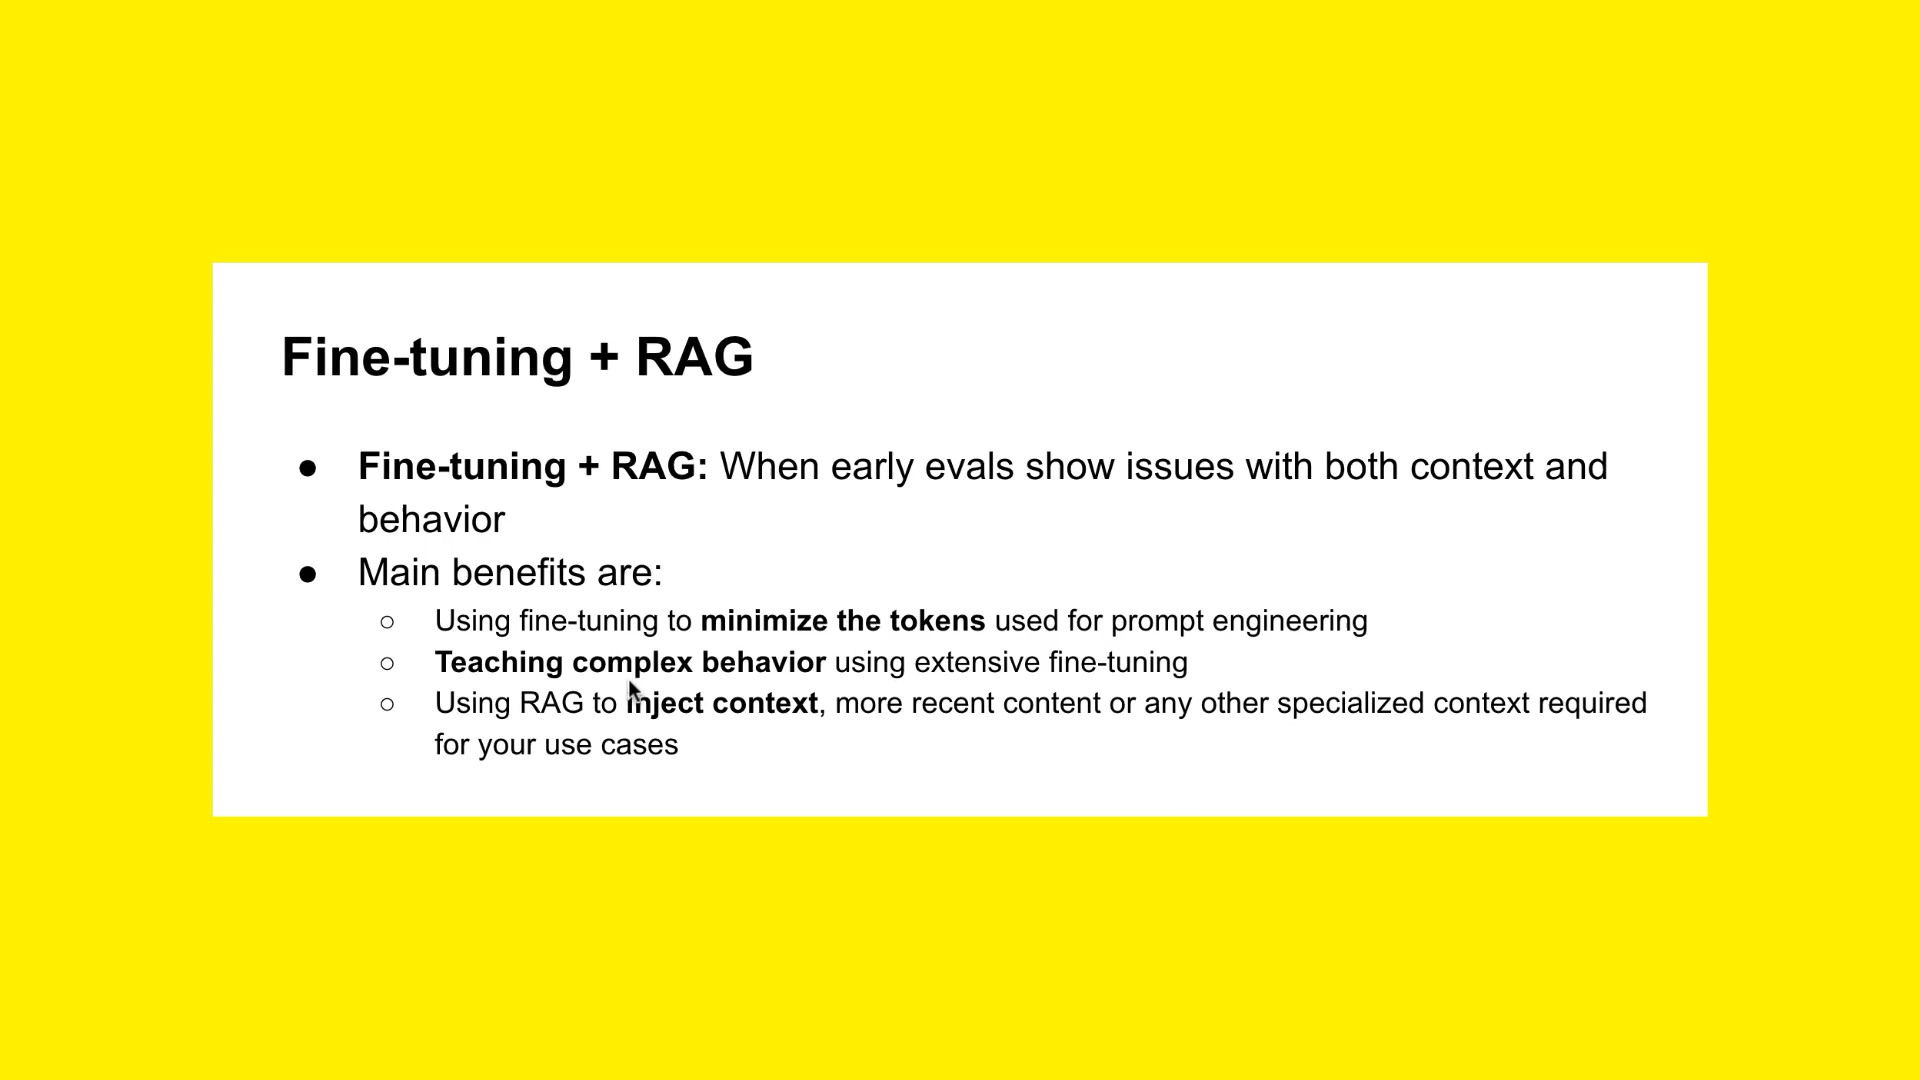 Fine-tuning + RAG
● Fine-tuning + RAG: When early evals show issues with both context and
behavior
● Main benefits are:
○ Using fine-tuning to minimize the tokens used for prompt engineering
○ Teaching complex behavior using extensive fine-tuning
○ Using RAG to inject context, more recent content or any other specialized context required
for your use cases